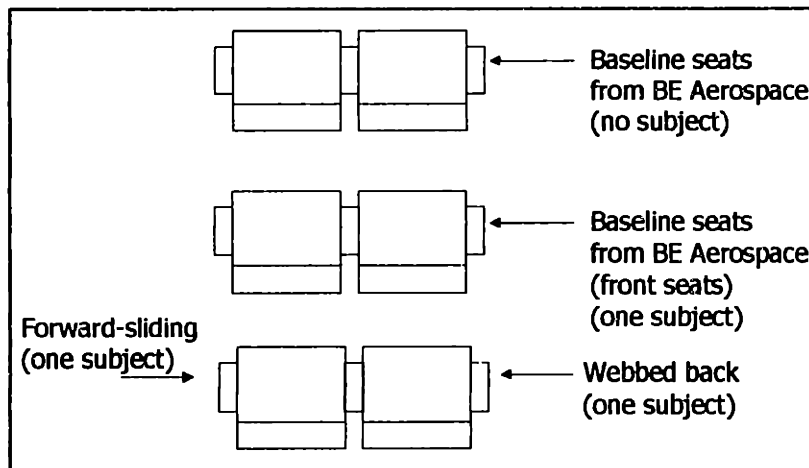 Baseline seats
from BE Aerospace
(no subject)
Baseline seats
from BE Aerospace
(front seats)
(one subject)
Forward-sliding
(one subject)
Webbed back
(one subject)